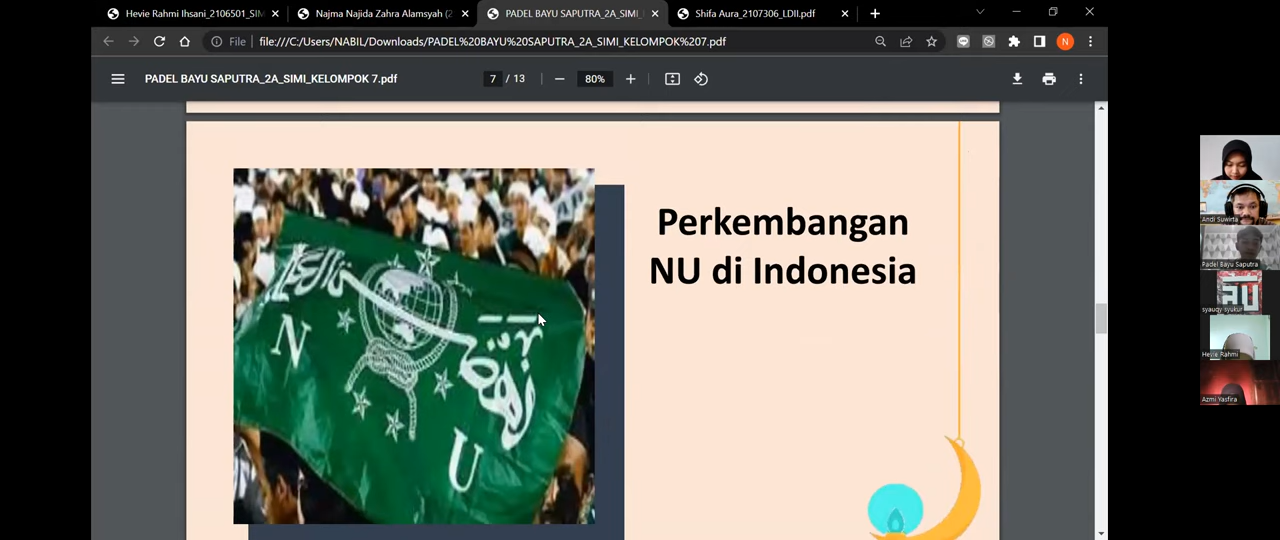 Hevie Rahmi Ihsani_2106501_SIM
Najma Najida Zahra Alamsyah (2
PADEL BAYU SAPUTRA_2A_SIMI_
Shifa Aura_2107306_LDII.pdf
File
file:///C:/Users/NABIL/Downloads/PADEL%20BAYU%20SAPUTRA_2A_SIMI_KELOMPOK%207.pdf
N
PADEL BAYU SAPUTRA_2A_SIMI_KELOMPOK 7.pdf
7 / 13
80%
Perkembangan
NU di Indonesia
N
U
Andi Suwirta
Padel Bayu Saputra
syauqy syukur
Hevie Rahmi
Azmi Yasfira